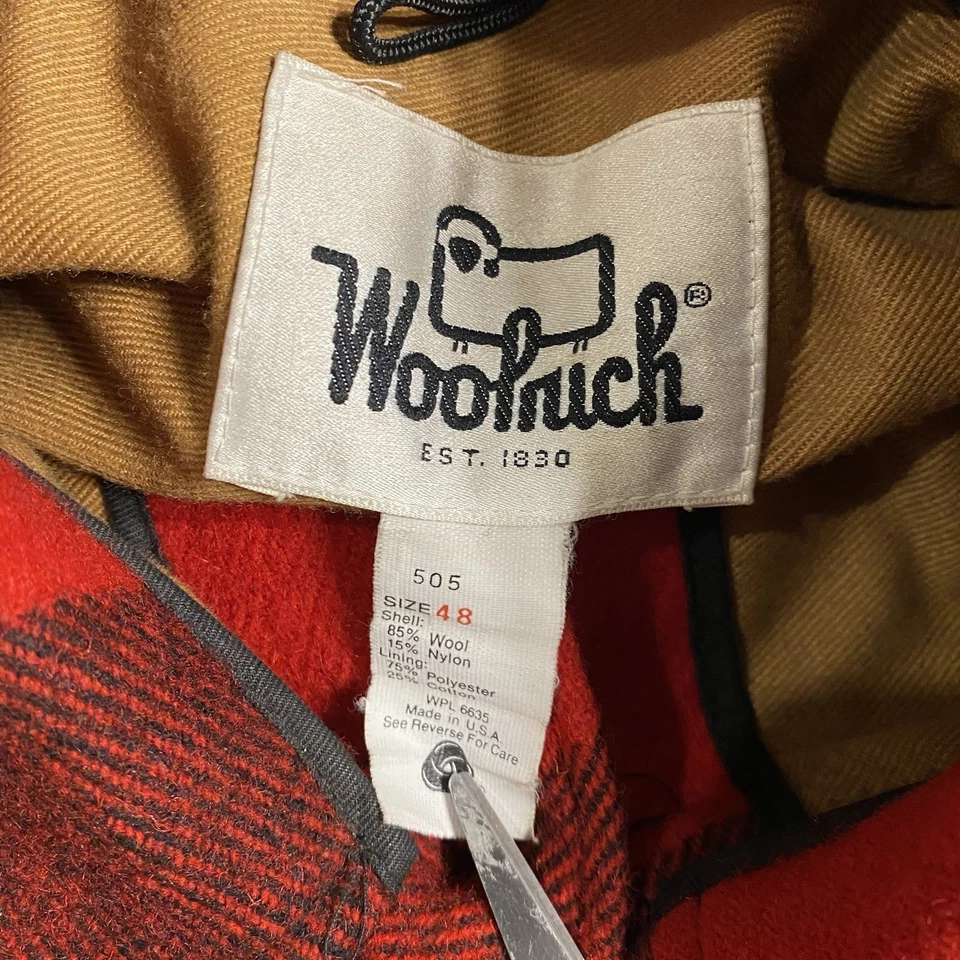 Woolrich®
EST. 1830
505
SIZE 48
Shell:
85% Wool
15% Nylon
Lining:
75% Polyester
25% Cotton
WPL 6635
Made in U.S.A.
See Reverse For Care